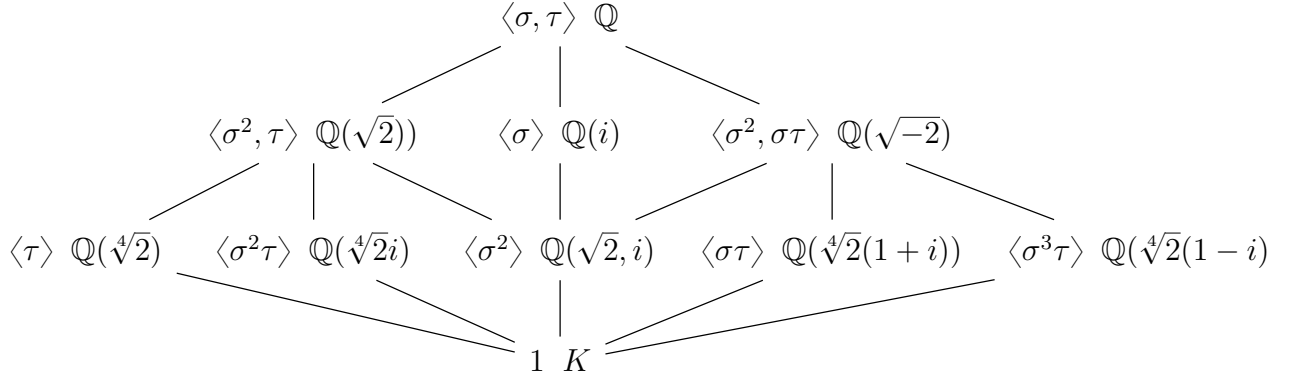 ⟨σ, τ⟩ ℚ
⟨σ², τ⟩ ℚ(√2)) ⟨σ⟩ ℚ(i) ⟨σ², στ⟩ ℚ(√−2)
⟨τ⟩ ℚ(∜2) ⟨σ²τ⟩ ℚ(∜2i) ⟨σ²⟩ ℚ(√2, i) ⟨στ⟩ ℚ(∜2(1 + i)) ⟨σ³τ⟩ ℚ(∜2(1 − i)
1 K